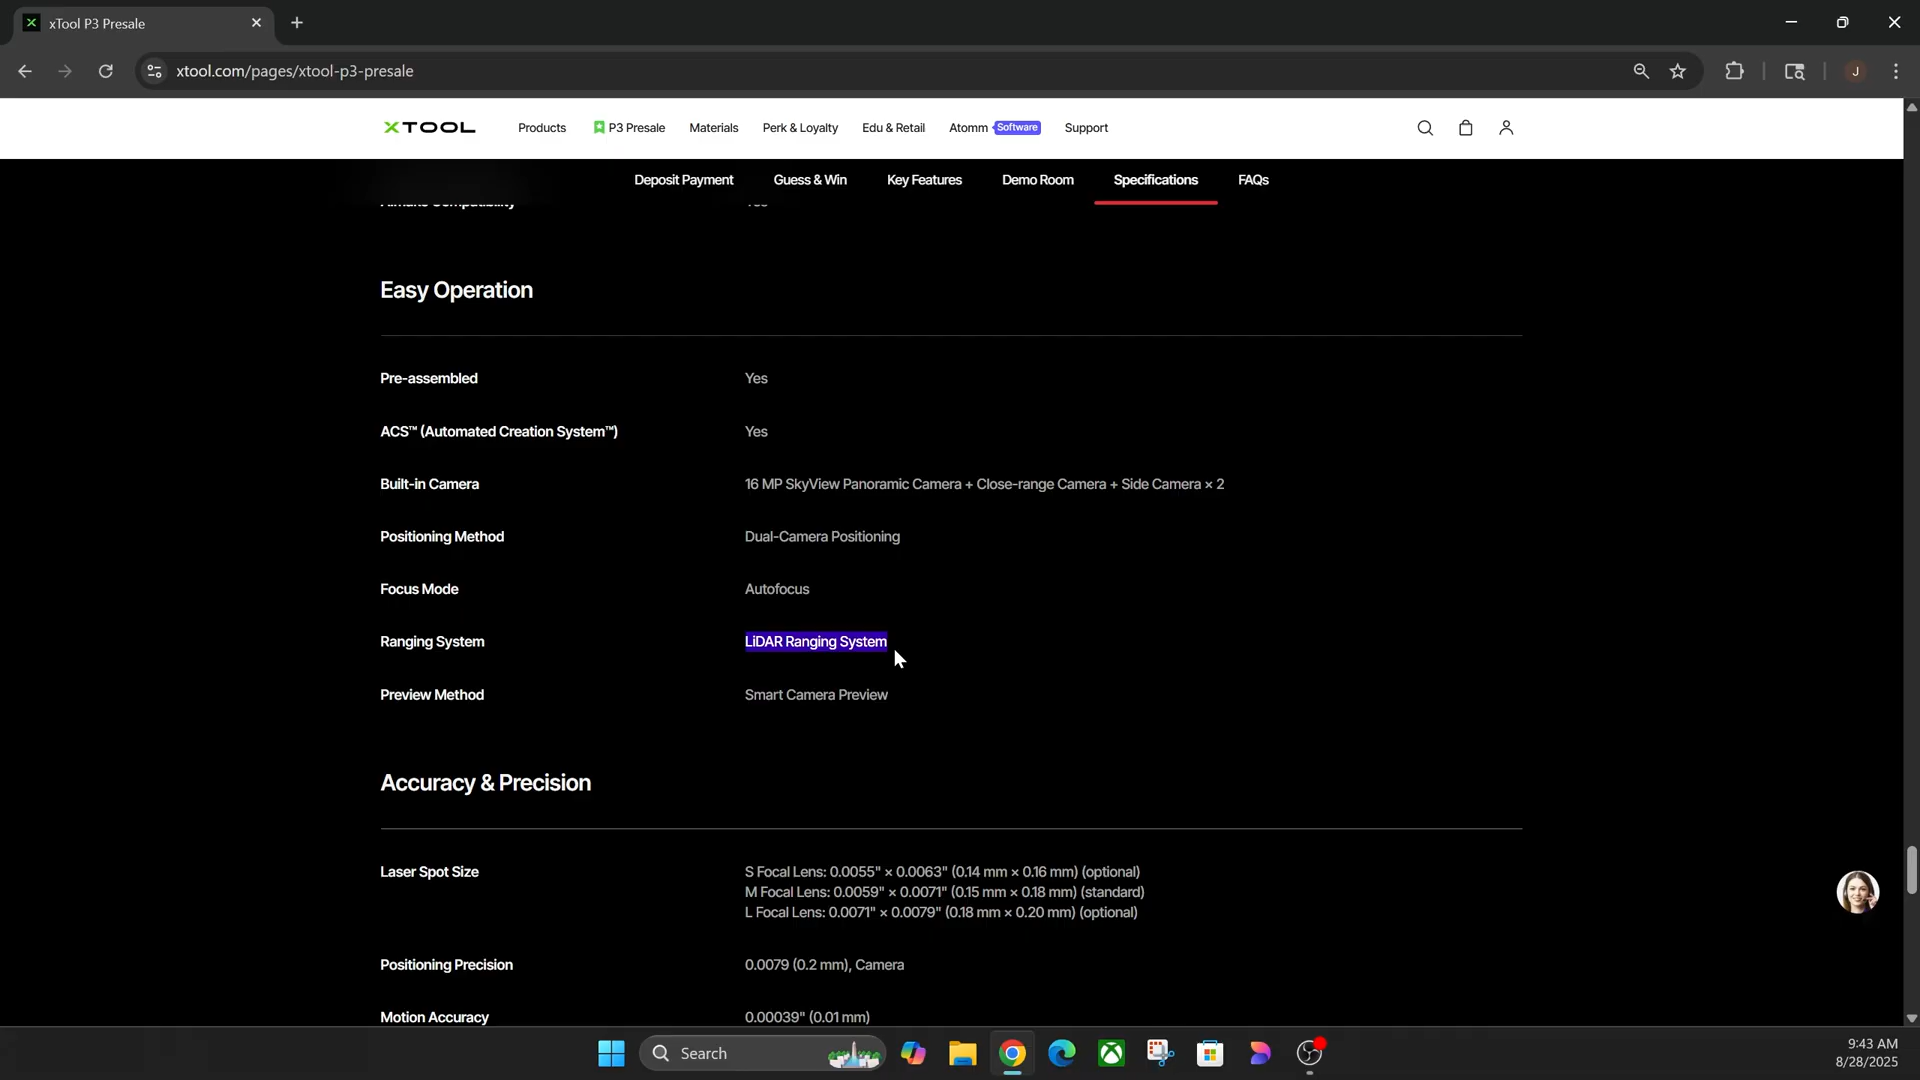 xTool P3 Presale
xtool.com/pages/xtool-p3-presale
J
XTOOL
Products
P3 Presale
Materials
Perk & Loyalty
Edu & Retail
Atomm
Software
Support
Deposit Payment
Guess & Win
Key Features
Demo Room
Specifications
FAQs
Easy Operation
Pre-assembled
Yes
ACS™ (Automated Creation System™)
Yes
Built-in Camera
16 MP SkyView Panoramic Camera + Close-range Camera + Side Camera × 2
Positioning Method
Dual-Camera Positioning
Focus Mode
Autofocus
Ranging System
LiDAR Ranging System
Preview Method
Smart Camera Preview
Accuracy & Precision
Laser Spot Size
S Focal Lens: 0.0055" × 0.0063" (0.14 mm × 0.16 mm) (optional)
M Focal Lens: 0.0059" × 0.0071" (0.15 mm × 0.18 mm) (standard)
L Focal Lens: 0.0071" × 0.0079" (0.18 mm × 0.20 mm) (optional)
Positioning Precision
0.0079 (0.2 mm), Camera
Motion Accuracy
0.00039" (0.01 mm)
Search
9:43 AM
8/28/2025